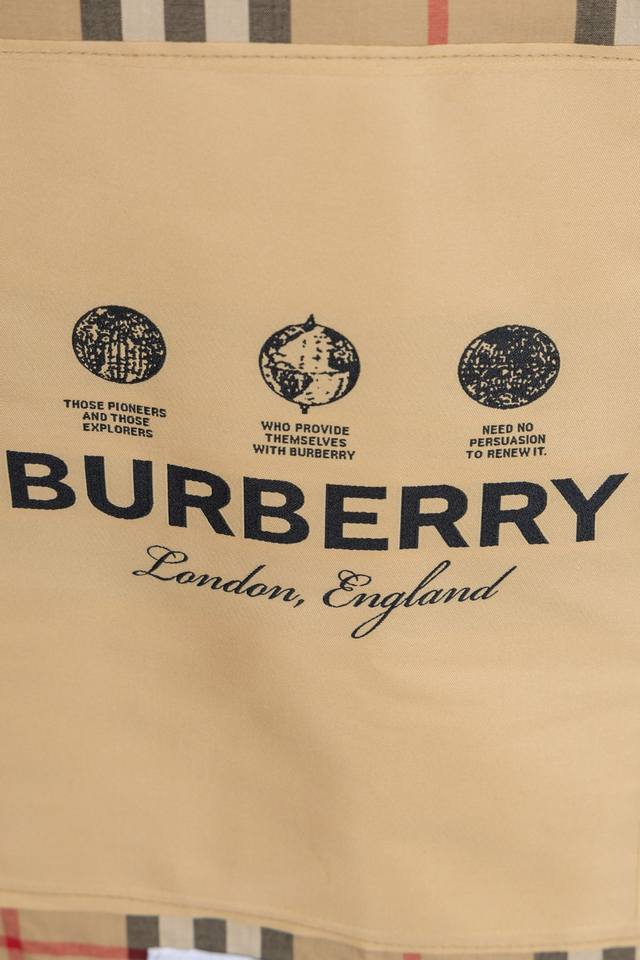 THOSE PIONEERS
AND THOSE
EXPLORERS
WHO PROVIDE
THEMSELVES
WITH BURBERRY
NEED NO
PERSUASION
TO RENEW IT.
BURBERRY
London, England